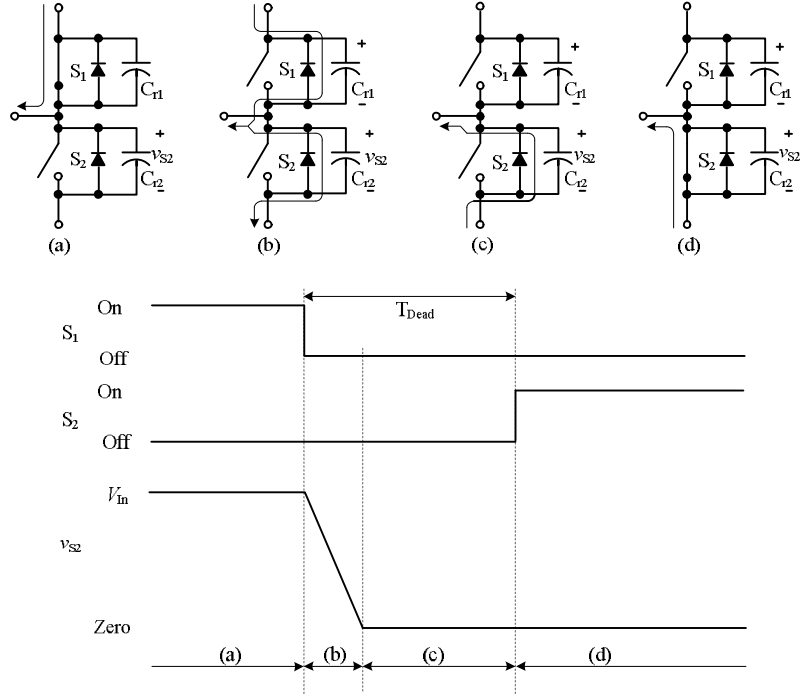 S1 Cr1 S1 + Cr1 - S1 + Cr1 - S1 + Cr1 -
S2 + vS2 Cr2 - S2 + vS2 Cr2 - S2 + vS2 Cr2 - S2 + vS2 Cr2 -
(a) (b) (c) (d)
On
TDead
S1
Off
On
S2
Off
VIn
vS2
Zero
(a) (b) (c) (d)